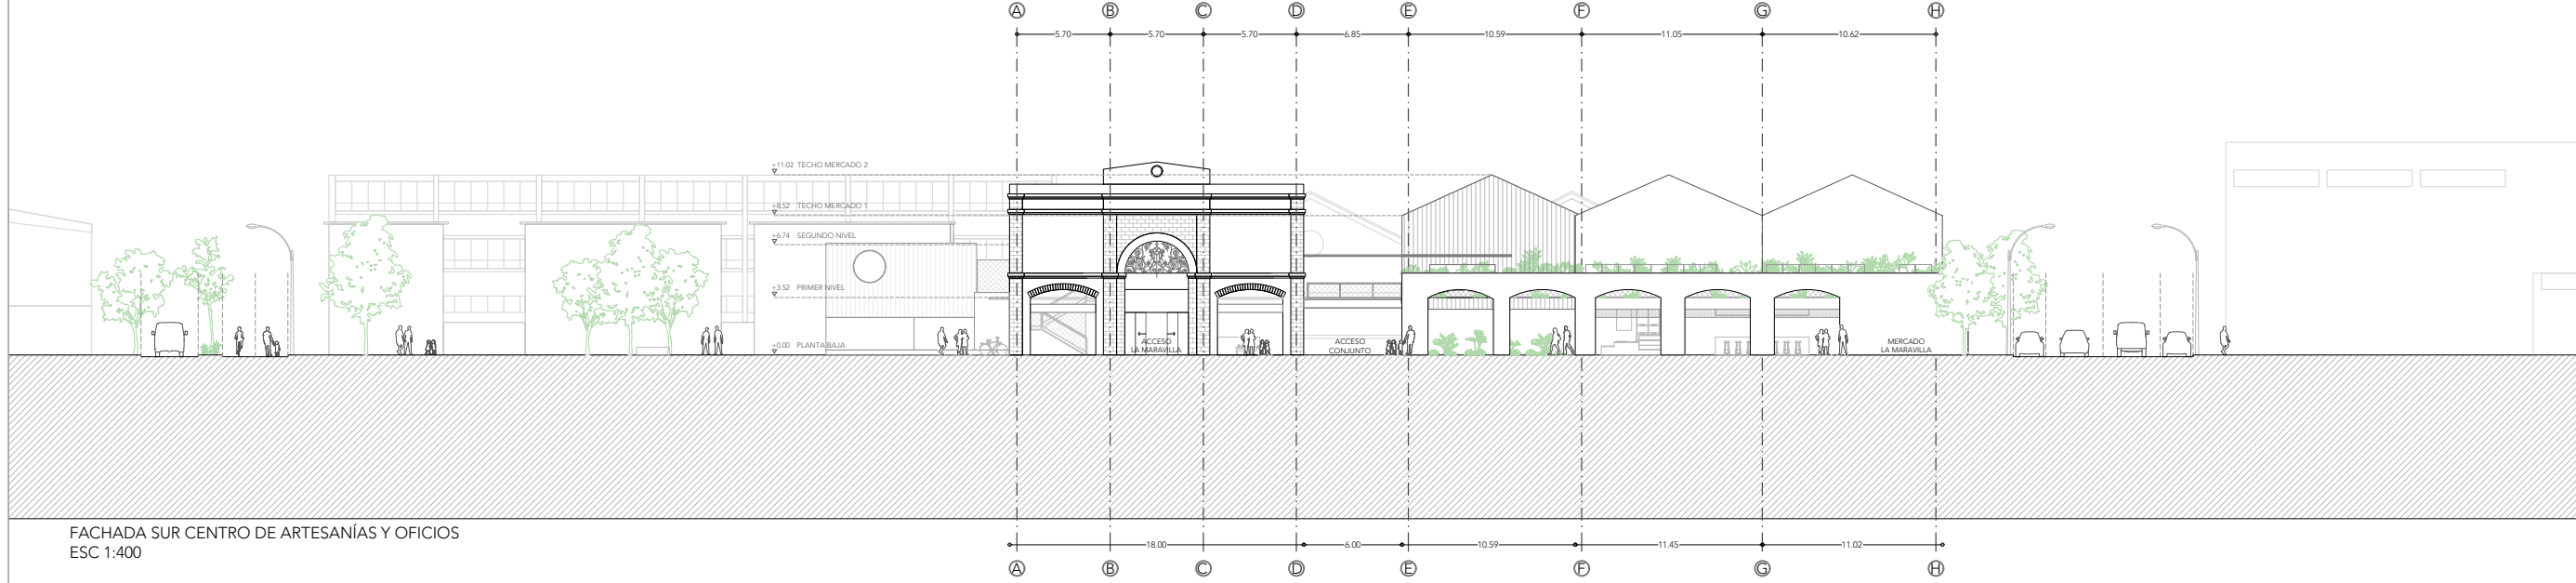 A B C D E F G H
5.70 5.70 5.70 6.85 10.59 11.05 10.62
+11.02 TECHO MERCADO 2
+8.52 TECHO MERCADO 1
+6.74 SEGUNDO NIVEL
+3.52 PRIMER NIVEL
+0.00 PLANTA BAJA
ACCESO
LA MARAVILLA
ACCESO
CONJUNTO
MERCADO
LA MARAVILLA
FACHADA SUR CENTRO DE ARTESANÍAS Y OFICIOS
ESC 1:400
18.00 6.00 10.59 11.45 11.02
A B C D E F G H